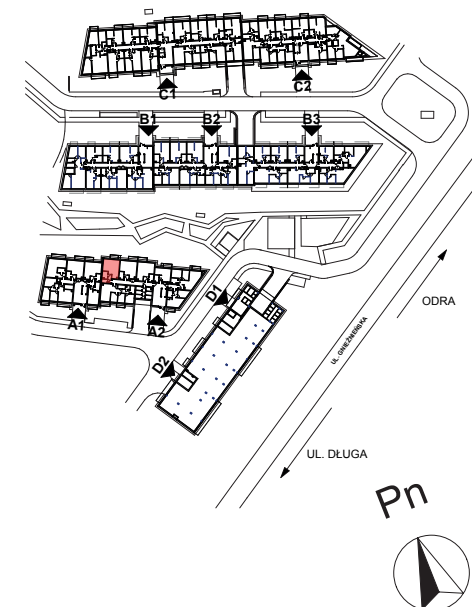 C1
C2
B1
B2
B3
A1
A2
D1
D2
ODRA
UL. GNIEŹNIEŃSKA
UL. DŁUGA
Pn